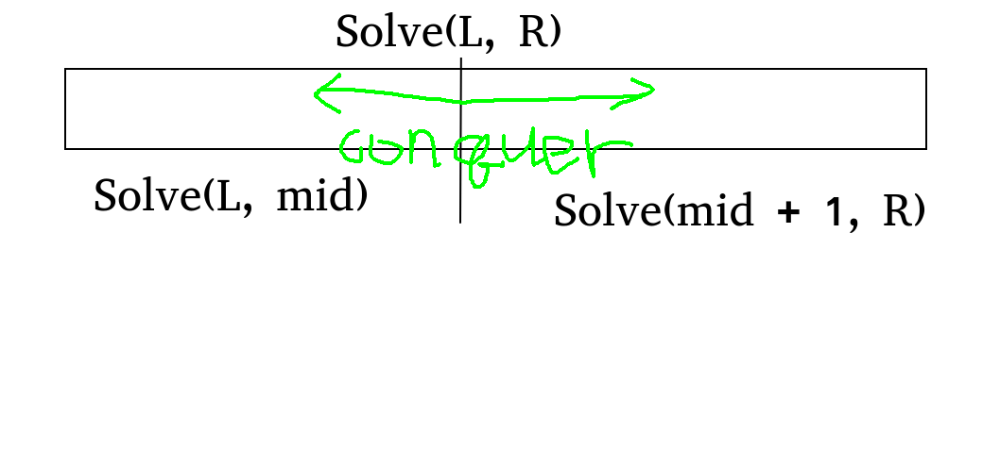 Solve(L, R)
conquer
Solve(L, mid)
Solve(mid + 1, R)